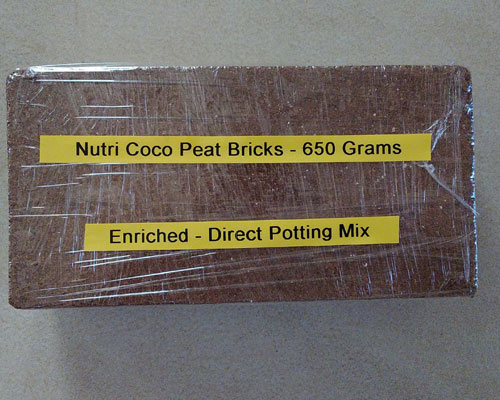 Nutri Coco Peat Bricks - 650 Grams
Enriched - Direct Potting Mix